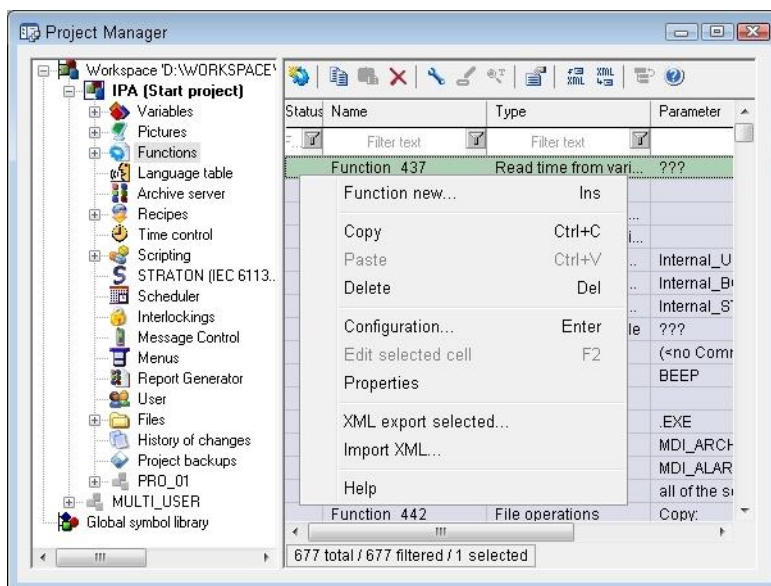 Project Manager
Workspace 'D:\WORKSPACE'
IPA (Start project)
Variables
Pictures
Functions
Language table
Archive server
Recipes
Time control
Scripting
STRATON (IEC 6113..
Scheduler
Interlockings
Message Control
Menus
Report Generator
User
Files
History of changes
Project backups
PRO_01
MULTI_USER
Global symbol library
XML XML
Status Name Type Parameter
F... Filter text Filter text
Function 437 Read time from vari... ???
Function new... Ins
Copy Ctrl+C
Paste Ctrl+V
Delete Del
Configuration... Enter
Edit selected cell F2
Properties
XML export selected...
Import XML...
Help
...
i...
.. Internal_U
.. Internal_B
.. Internal_S
le ???
(<no Com
BEEP
.EXE
MDI_ARCH
MDI_ALAR
all of the s
Function 442 File operations Copy:
677 total / 677 filtered / 1 selected